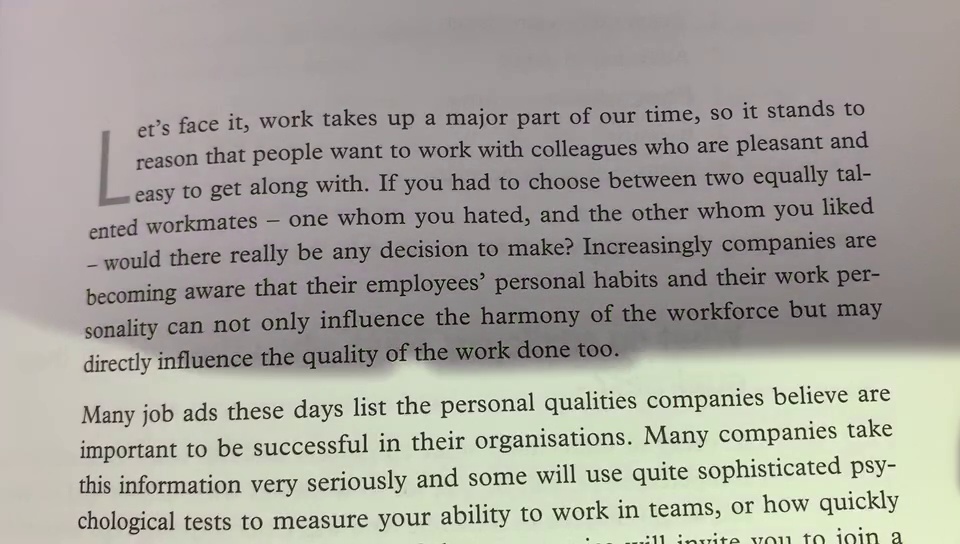 Let's face it, work takes up a major part of our time, so it stands to
reason that people want to work with colleagues who are pleasant and
easy to get along with. If you had to choose between two equally tal-
ented workmates – one whom you hated, and the other whom you liked
– would there really be any decision to make? Increasingly companies are
becoming aware that their employees' personal habits and their work per-
sonality can not only influence the harmony of the workforce but may
directly influence the quality of the work done too.
Many job ads these days list the personal qualities companies believe are
important to be successful in their organisations. Many companies take
this information very seriously and some will use quite sophisticated psy-
chological tests to measure your ability to work in teams, or how quickly
will invite you to join a